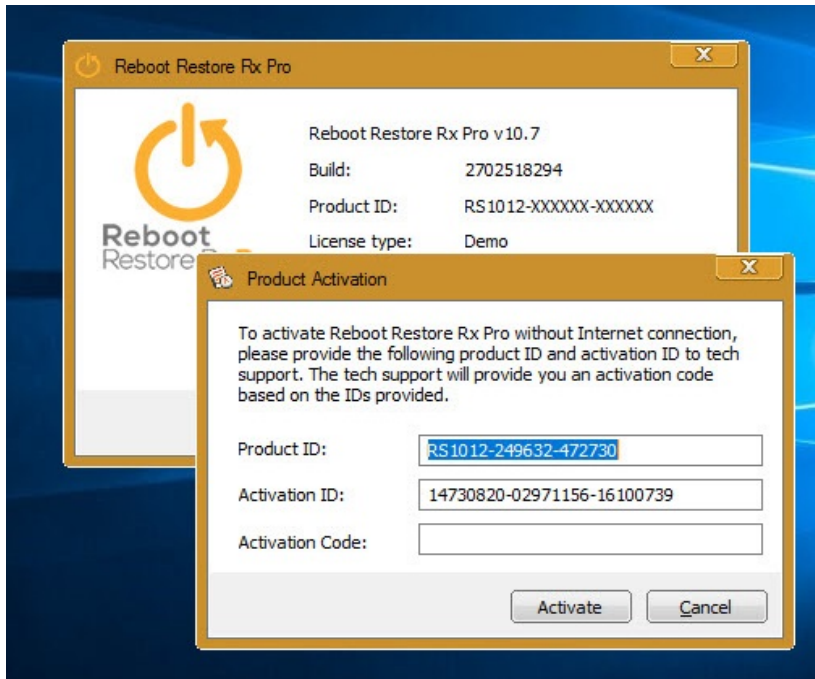 Reboot Restore Rx Pro
Reboot Restore Rx Pro v10.7
Build: 2702518294
Product ID: RS1012-XXXXXX-XXXXXX
License type: Demo
Reboot
Restore
Product Activation
To activate Reboot Restore Rx Pro without Internet connection,
please provide the following product ID and activation ID to tech
support. The tech support will provide you an activation code
based on the IDs provided.
Product ID: RS1012-249632-472730
Activation ID: 14730820-02971156-16100739
Activation Code:
Activate Cancel